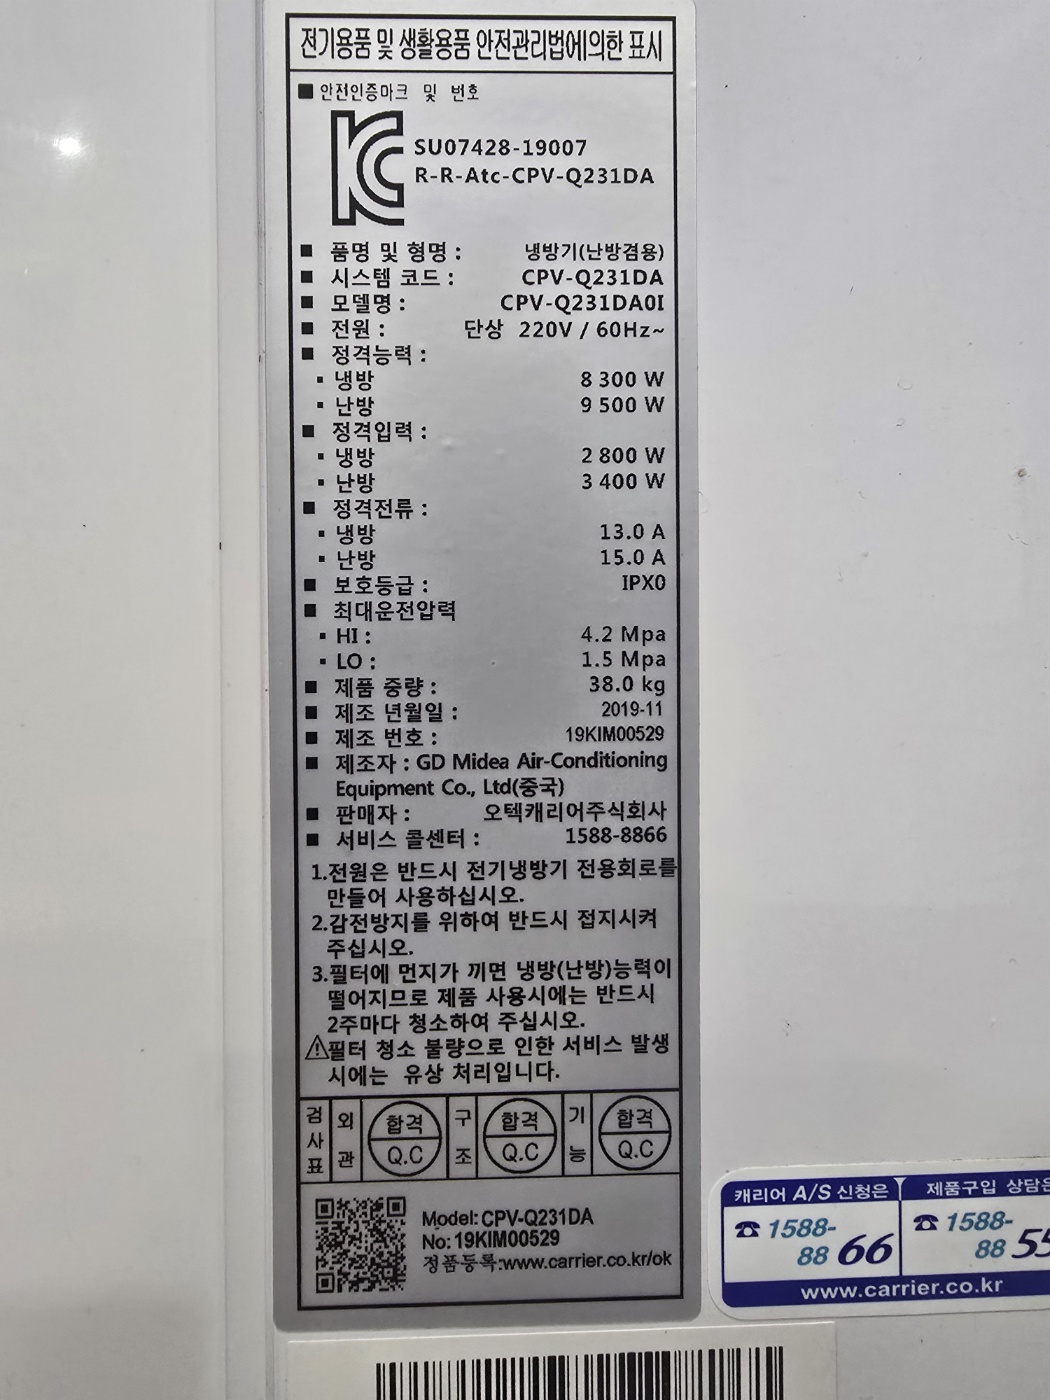 전기용품 및 생활용품 안전관리법에의한 표시
■ 안전인증마크 및 번호
SU07428-19007
R-R-Atc-CPV-Q231DA
■ 품명 및 형명 : 냉방기(난방겸용)
■ 시스템 코드 : CPV-Q231DA
■ 모델명 : CPV-Q231DA0I
■ 전원 : 단상 220V / 60Hz~
■ 정격능력 :
· 냉방 8 300 W
· 난방 9 500 W
■ 정격입력 :
· 냉방 2 800 W
· 난방 3 400 W
■ 정격전류 :
· 냉방 13.0 A
· 난방 15.0 A
■ 보호등급 : IPX0
■ 최대운전압력
· HI : 4.2 Mpa
· LO : 1.5 Mpa
■ 제품 중량 : 38.0 kg
■ 제조 년월일 : 2019-11
■ 제조 번호 : 19KIM00529
■ 제조자 : GD Midea Air-Conditioning
Equipment Co., Ltd(중국)
■ 판매자 : 오텍캐리어주식회사
■ 서비스 콜센터 : 1588-8866
1.전원은 반드시 전기냉방기 전용회로를
만들어 사용하십시오.
2.감전방지를 위하여 반드시 접지시켜
주십시오.
3.필터에 먼지가 끼면 냉방(난방)능력이
떨어지므로 제품 사용시에는 반드시
2주마다 청소하여 주십시오.
⚠필터 청소 불량으로 인한 서비스 발생
시에는 유상 처리입니다.
검사표 외관 합격 Q.C 구조 합격 Q.C 기능 합격 Q.C
Model: CPV-Q231DA
No: 19KIM00529
정품등록:www.carrier.co.kr/ok
캐리어 A/S 신청은
☎ 1588-
8866
제품구입 상담은
☎ 1588-
8855
www.carrier.co.kr